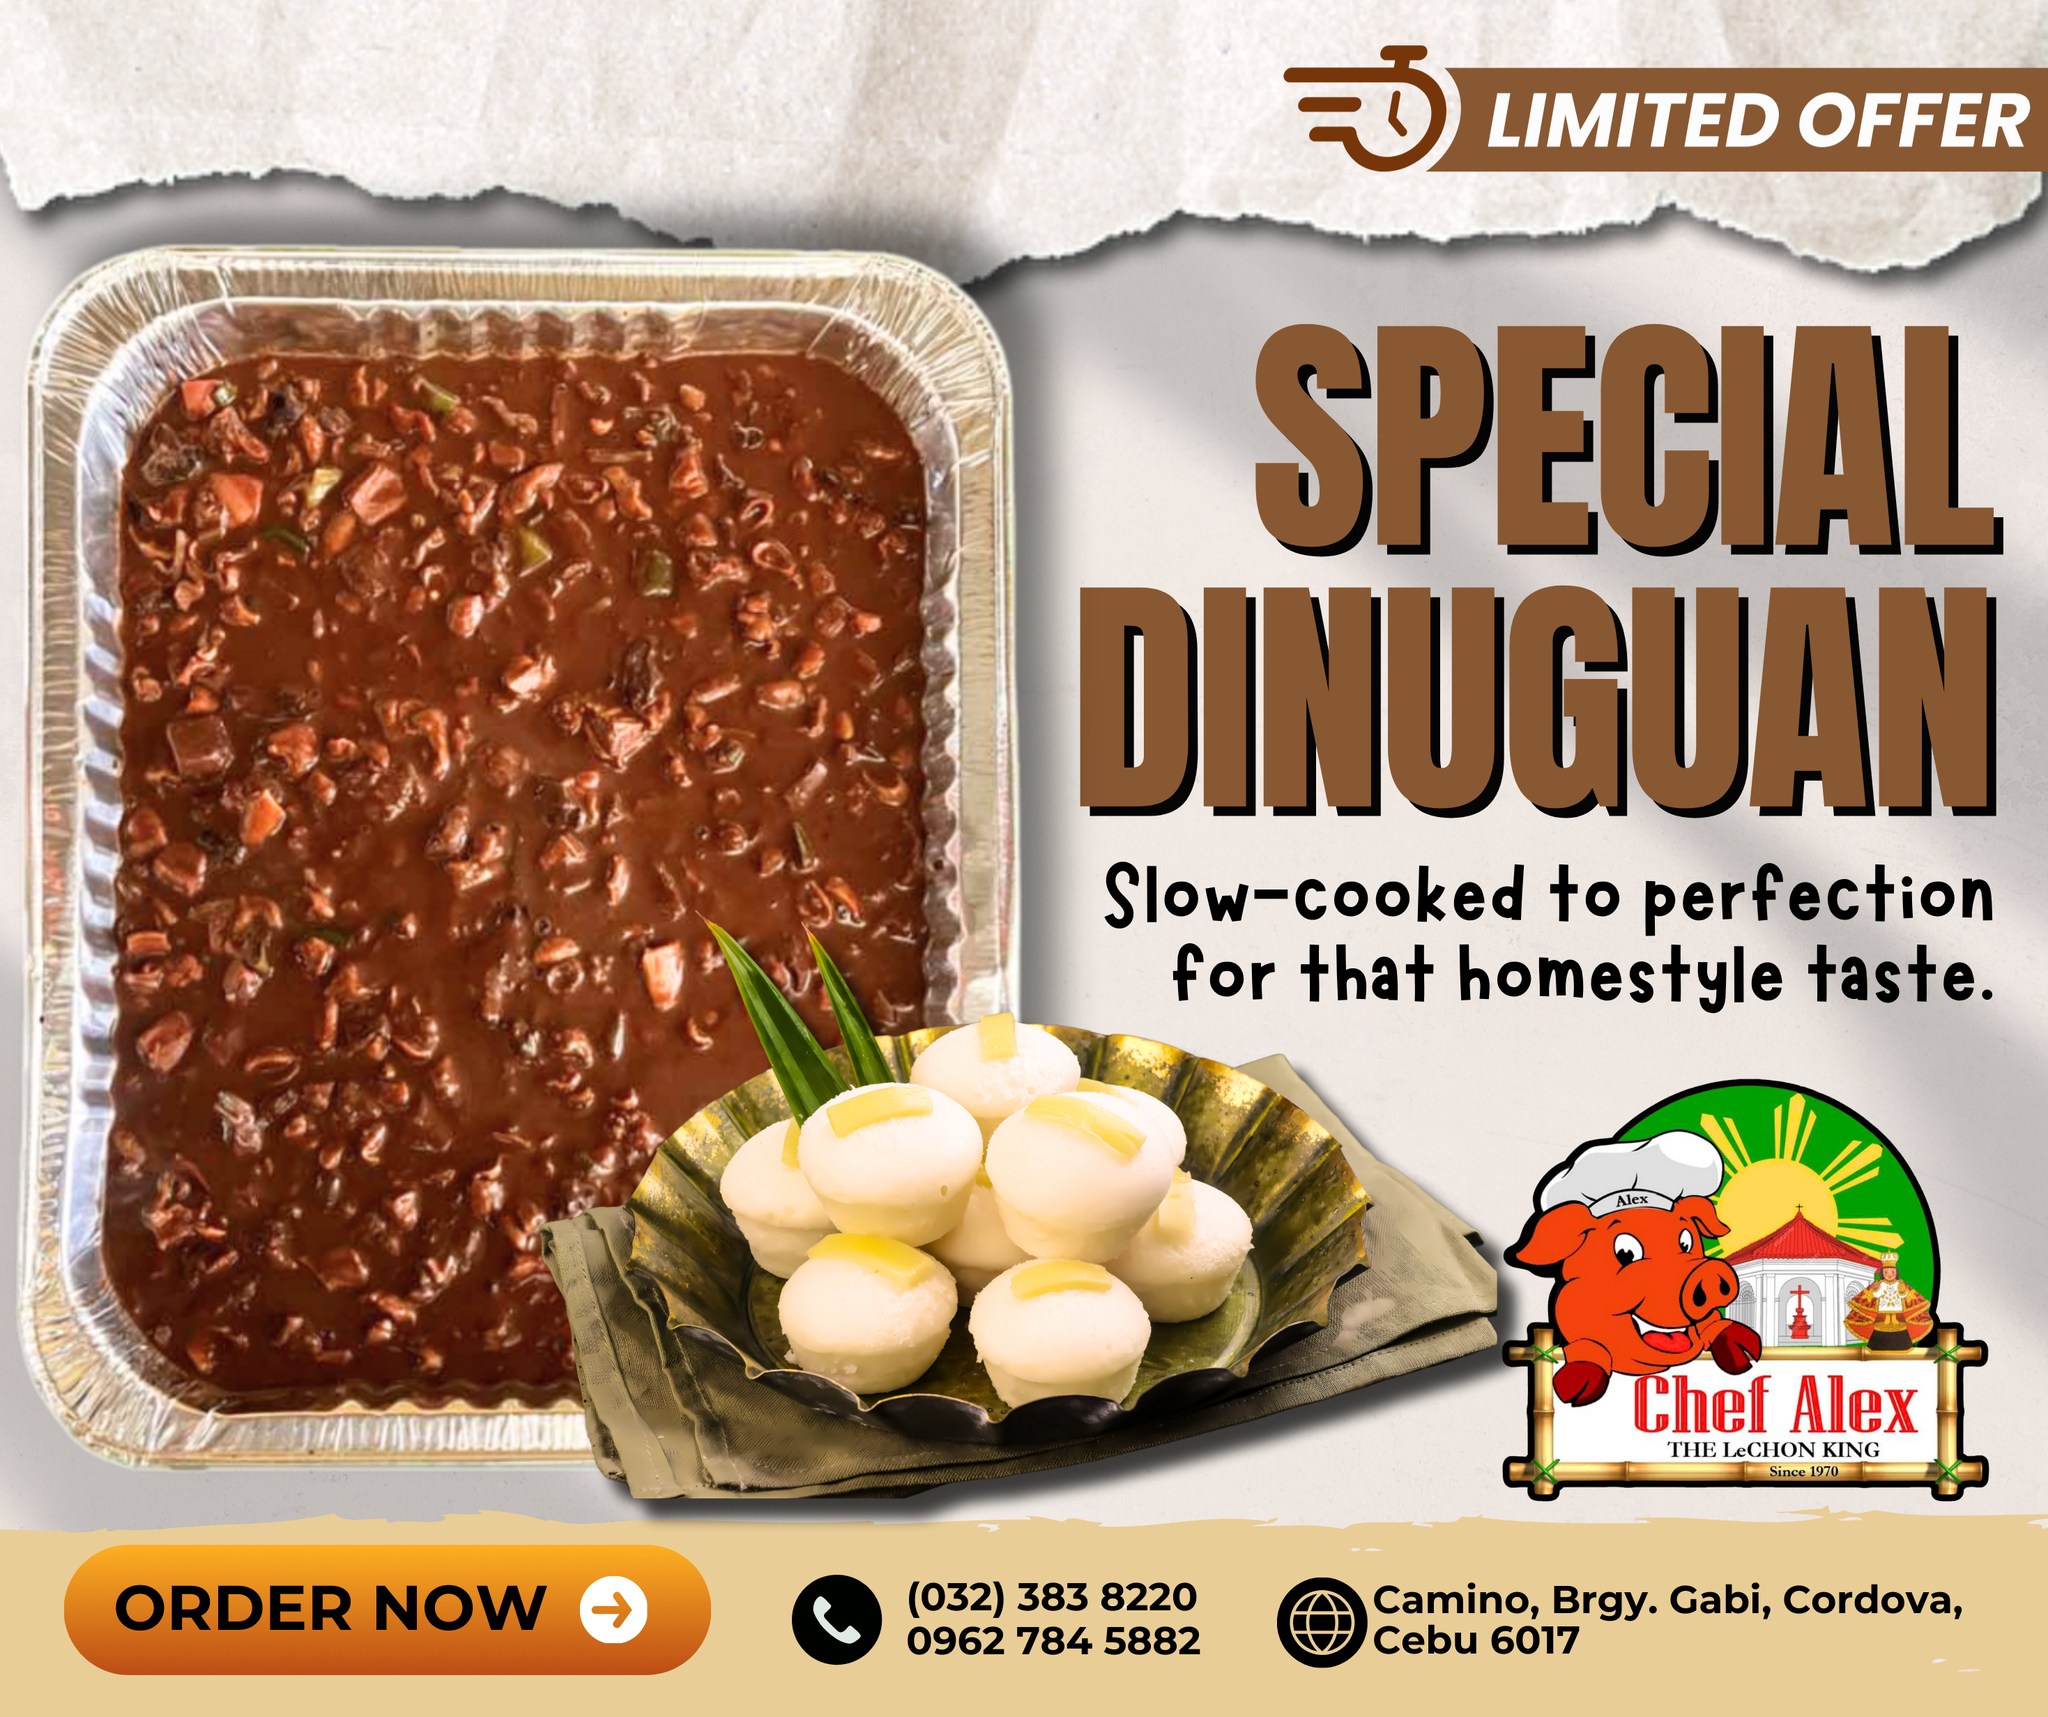 LIMITED OFFER
SPECIAL
DINUGUAN
Slow-cooked to perfection
for that homestyle taste.
Alex
Chef Alex
THE LeCHON KING
Since 1970
ORDER NOW
(032) 383 8220
0962 784 5882
Camino, Brgy. Gabi, Cordova,
Cebu 6017